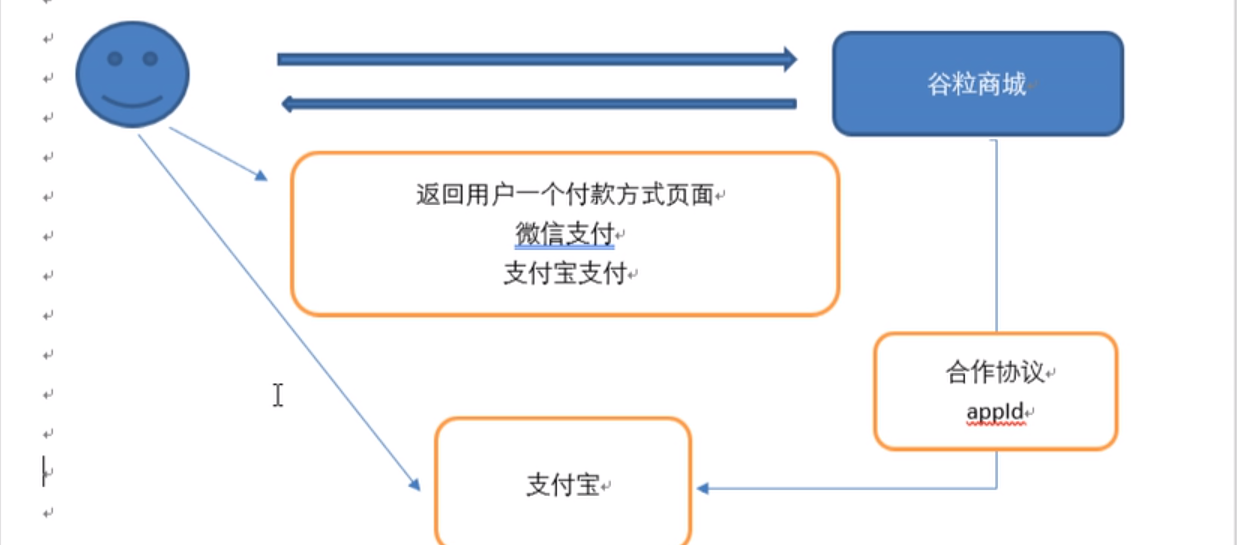 谷粒商城
返回用户一个付款方式页面
微信支付
支付宝支付
合作协议
appId
支付宝